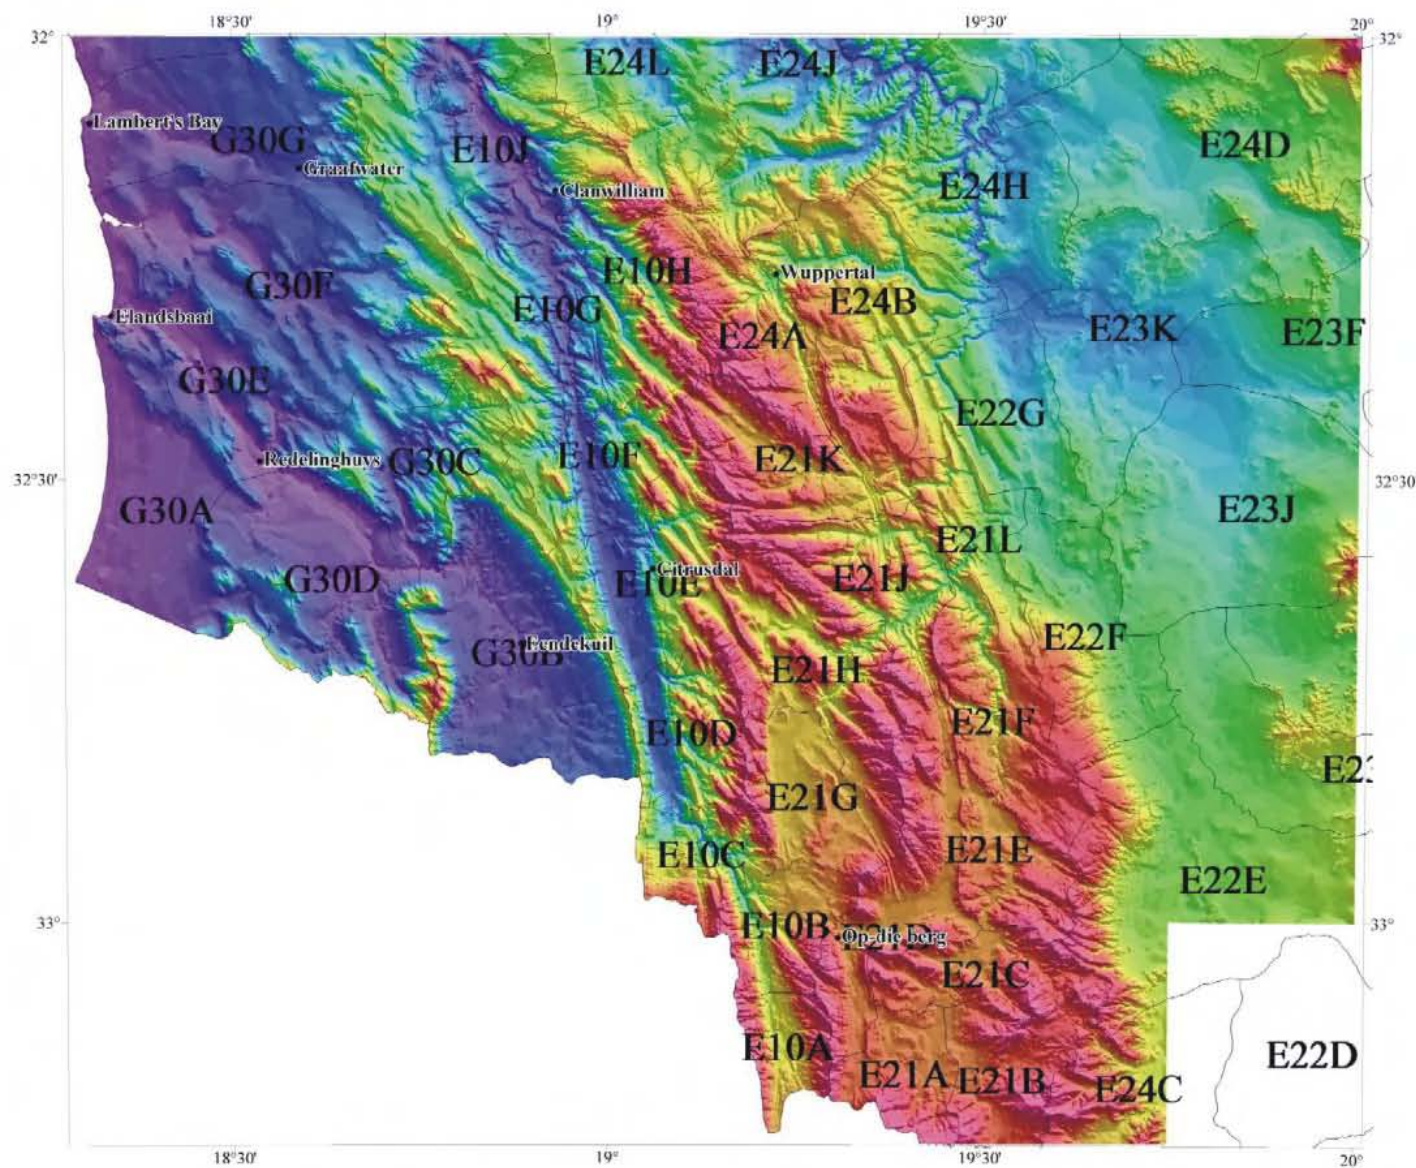 18°30' 19° 19°30' 20°
32° 32°
E24L E24J
Lambert's Bay
G30G E24D
E10J
Graafwater
Clanwilliam E24H
E10H Wuppertal
G30F E24B
E10G
Elandsbaai E24A E23K E23F
G30E
E22G
Redelinghuys G30C E10F E21K
32°30' 32°30'
G30A E23J
E21L
Citrusdal
G30D E10E E21J
Eendekuil E22F
G30B
E21H
E10D E21F
E23
E21G
E10C E21E
E22E
33° 33°
E10B
Op-die berg
E21D
E21C
E10A E22D
E21A E21B E24C
18°30' 19° 19°30' 20°